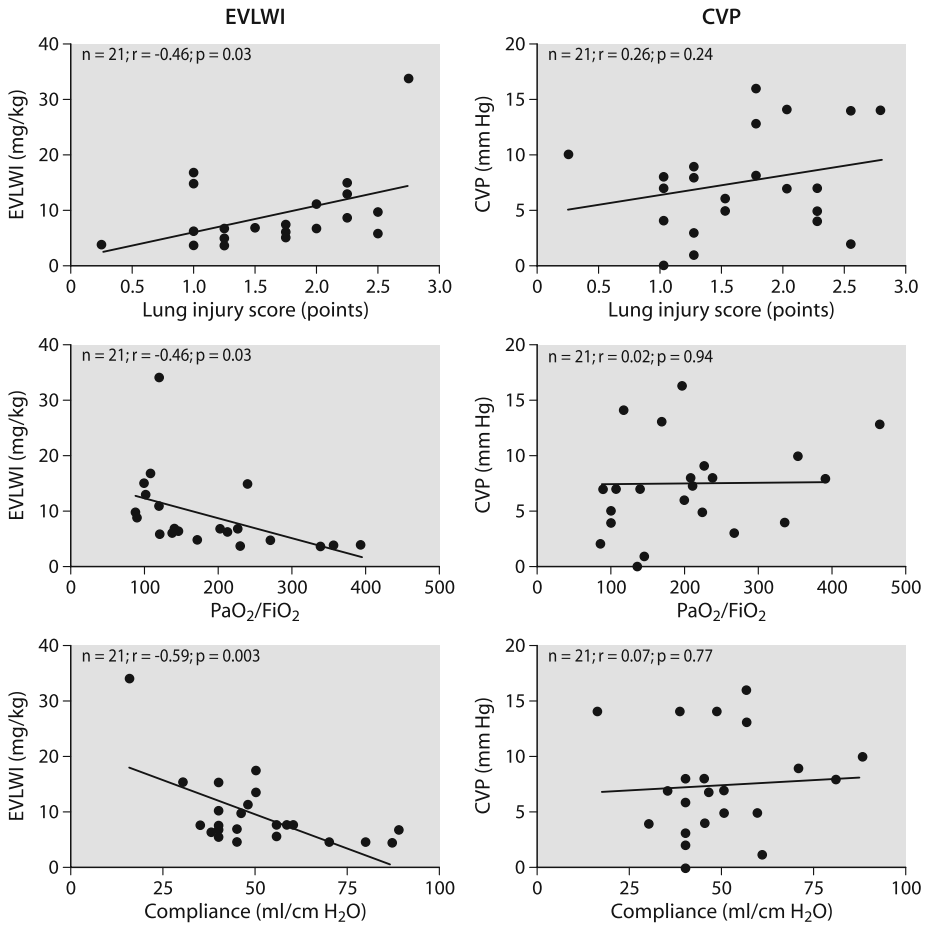 EVLWI
CVP
n = 21; r = -0.46; p = 0.03
EVLWI (mg/kg)
40
30
20
10
0
0 0.5 1.0 1.5 2.0 2.5 3.0
Lung injury score (points)
n = 21; r = 0.26; p = 0.24
CVP (mm Hg)
20
15
10
5
0
0 0.5 1.0 1.5 2.0 2.5 3.0
Lung injury score (points)
n = 21; r = -0.46; p = 0.03
EVLWI (mg/kg)
40
30
20
10
0
0 100 200 300 400 500
PaO₂/FiO₂
n = 21; r = 0.02; p = 0.94
CVP (mm Hg)
20
15
10
5
0
0 100 200 300 400 500
PaO₂/FiO₂
n = 21; r = -0.59; p = 0.003
EVLWI (mg/kg)
40
30
20
10
0
0 25 50 75 100
Compliance (ml/cm H₂O)
n = 21; r = 0.07; p = 0.77
CVP (mm Hg)
20
15
10
5
0
0 25 50 75 100
Compliance (ml/cm H₂O)